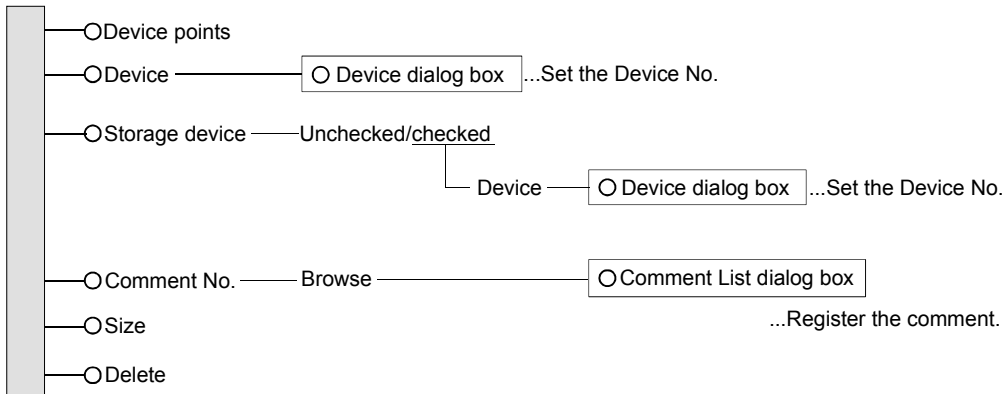 Device points
Device Device dialog box ...Set the Device No.
Storage device Unchecked/checked
Device Device dialog box ...Set the Device No.
Comment No. Browse Comment List dialog box
...Register the comment.
Size
Delete